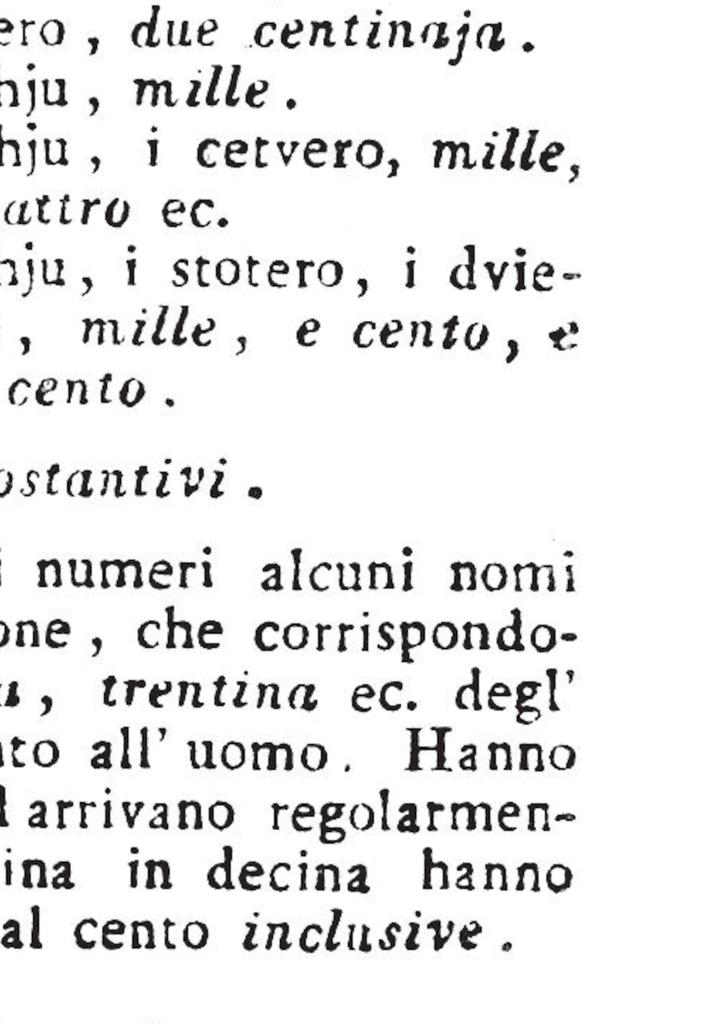 ero , due centinaja .
hju , mille .
hju , i cetvero, mille,
attro ec.
hju, i stotero, i dvie-
, mille , e cento, e
cento .
ostantivi .
i numeri alcuni nomi
one , che corrispondo-
, trentina ec. degl'
to all' uomo . Hanno
arrivano regolarmen-
ina in decina hanno
al cento inclusive .